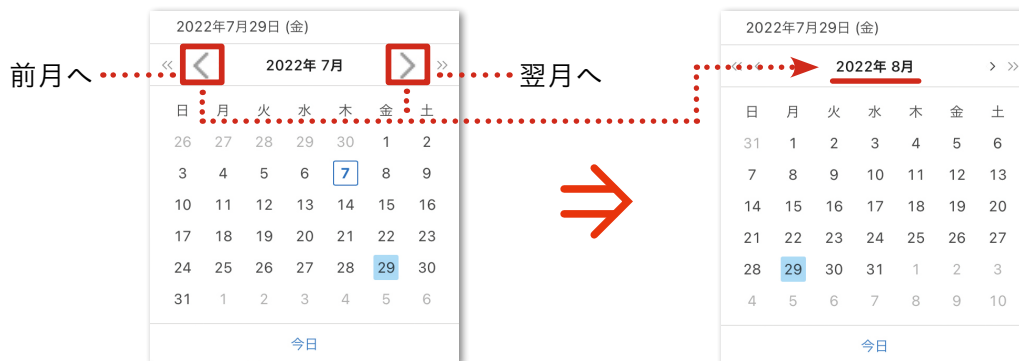 2022年7月29日 (金)
« 2022年 7月 »
前月へ
翌月へ
日 月 火 水 木 金 土
26 27 28 29 30 1 2
3 4 5 6 7 8 9
10 11 12 13 14 15 16
17 18 19 20 21 22 23
24 25 26 27 28 29 30
31 1 2 3 4 5 6
今日
2022年7月29日 (金)
« ‹ 2022年 8月 › »
日 月 火 水 木 金 土
31 1 2 3 4 5 6
7 8 9 10 11 12 13
14 15 16 17 18 19 20
21 22 23 24 25 26 27
28 29 30 31 1 2 3
4 5 6 7 8 9 10
今日